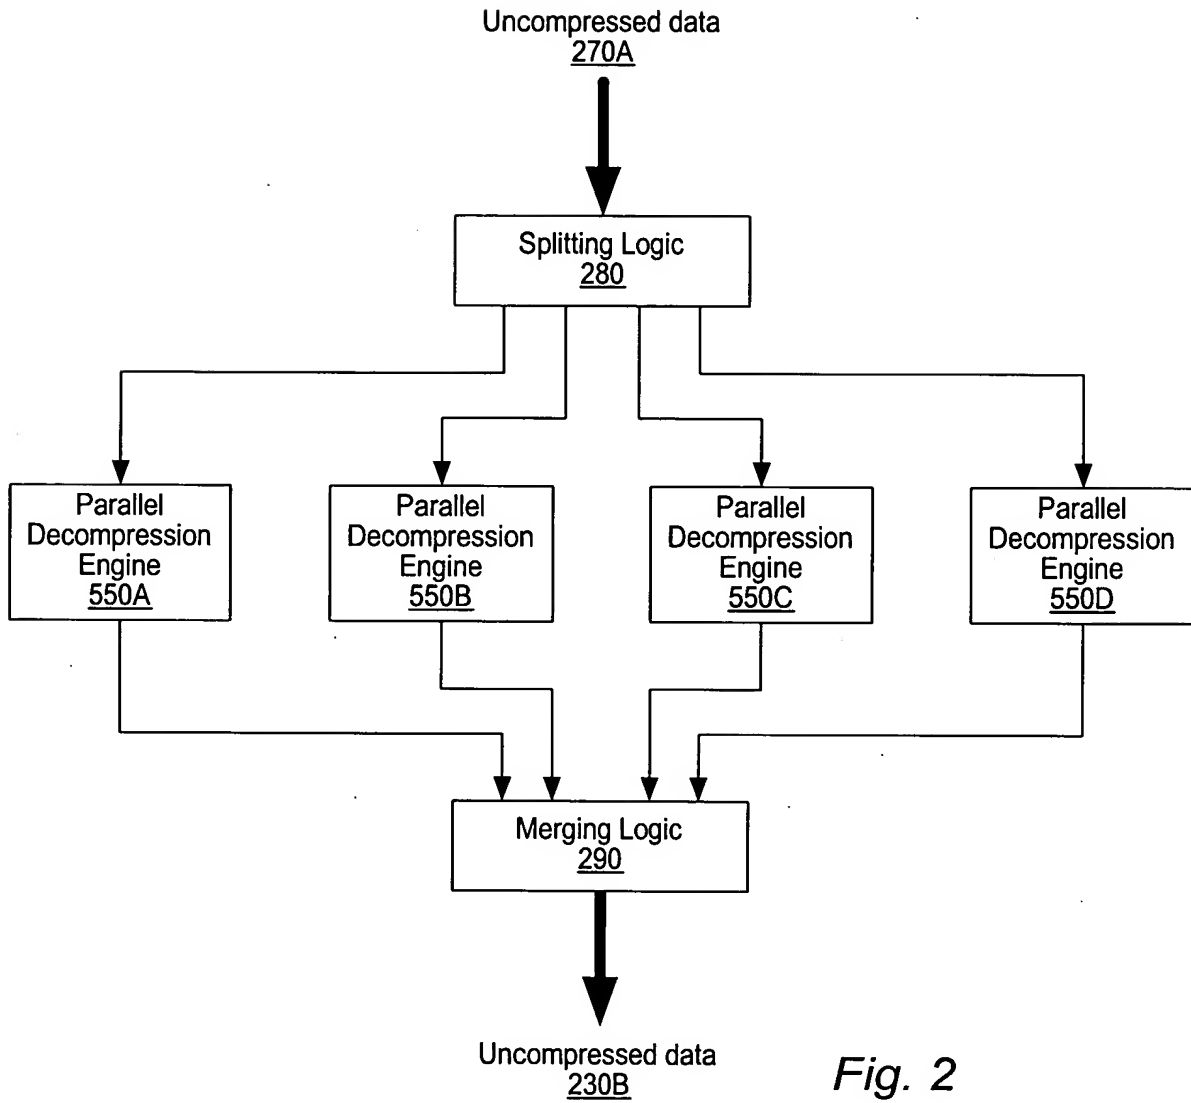 Uncompressed data
270A
Splitting Logic
280
Parallel
Decompression
Engine
550A
Parallel
Decompression
Engine
550B
Parallel
Decompression
Engine
550C
Parallel
Decompression
Engine
550D
Merging Logic
290
Uncompressed data
230B
Fig. 2